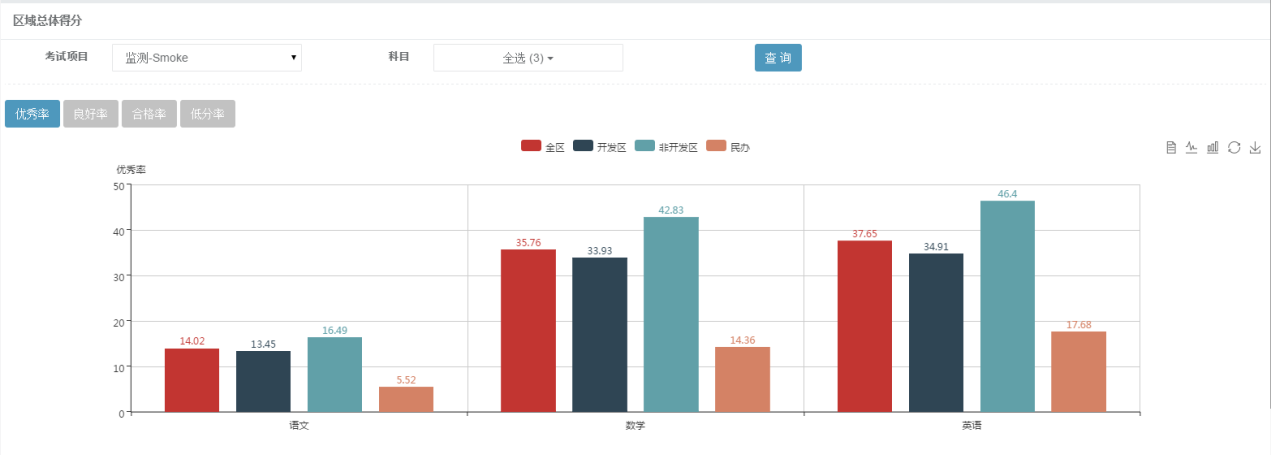 区域总体得分
考试项目 监测-Smoke 科目 全选 (3) 查 询
优秀率 良好率 合格率 低分率
全区 开发区 非开发区 民办
优秀率
50
40
30
20
10
0
14.02 13.45 16.49 5.52
35.76 33.93 42.83 14.36
37.65 34.91 46.4 17.68
语文 数学 英语